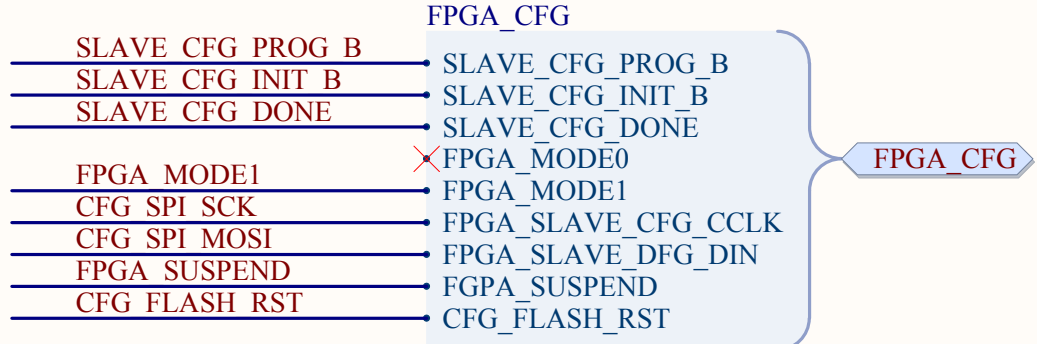 FPGA_CFG
SLAVE_CFG_PROG_B SLAVE_CFG_PROG_B
SLAVE_CFG_INIT_B SLAVE_CFG_INIT_B
SLAVE_CFG_DONE SLAVE_CFG_DONE
FPGA_MODE0 FPGA_CFG
FPGA_MODE1 FPGA_MODE1
CFG_SPI_SCK FPGA_SLAVE_CFG_CCLK
CFG_SPI_MOSI FPGA_SLAVE_DFG_DIN
FPGA_SUSPEND FGPA_SUSPEND
CFG_FLASH_RST CFG_FLASH_RST